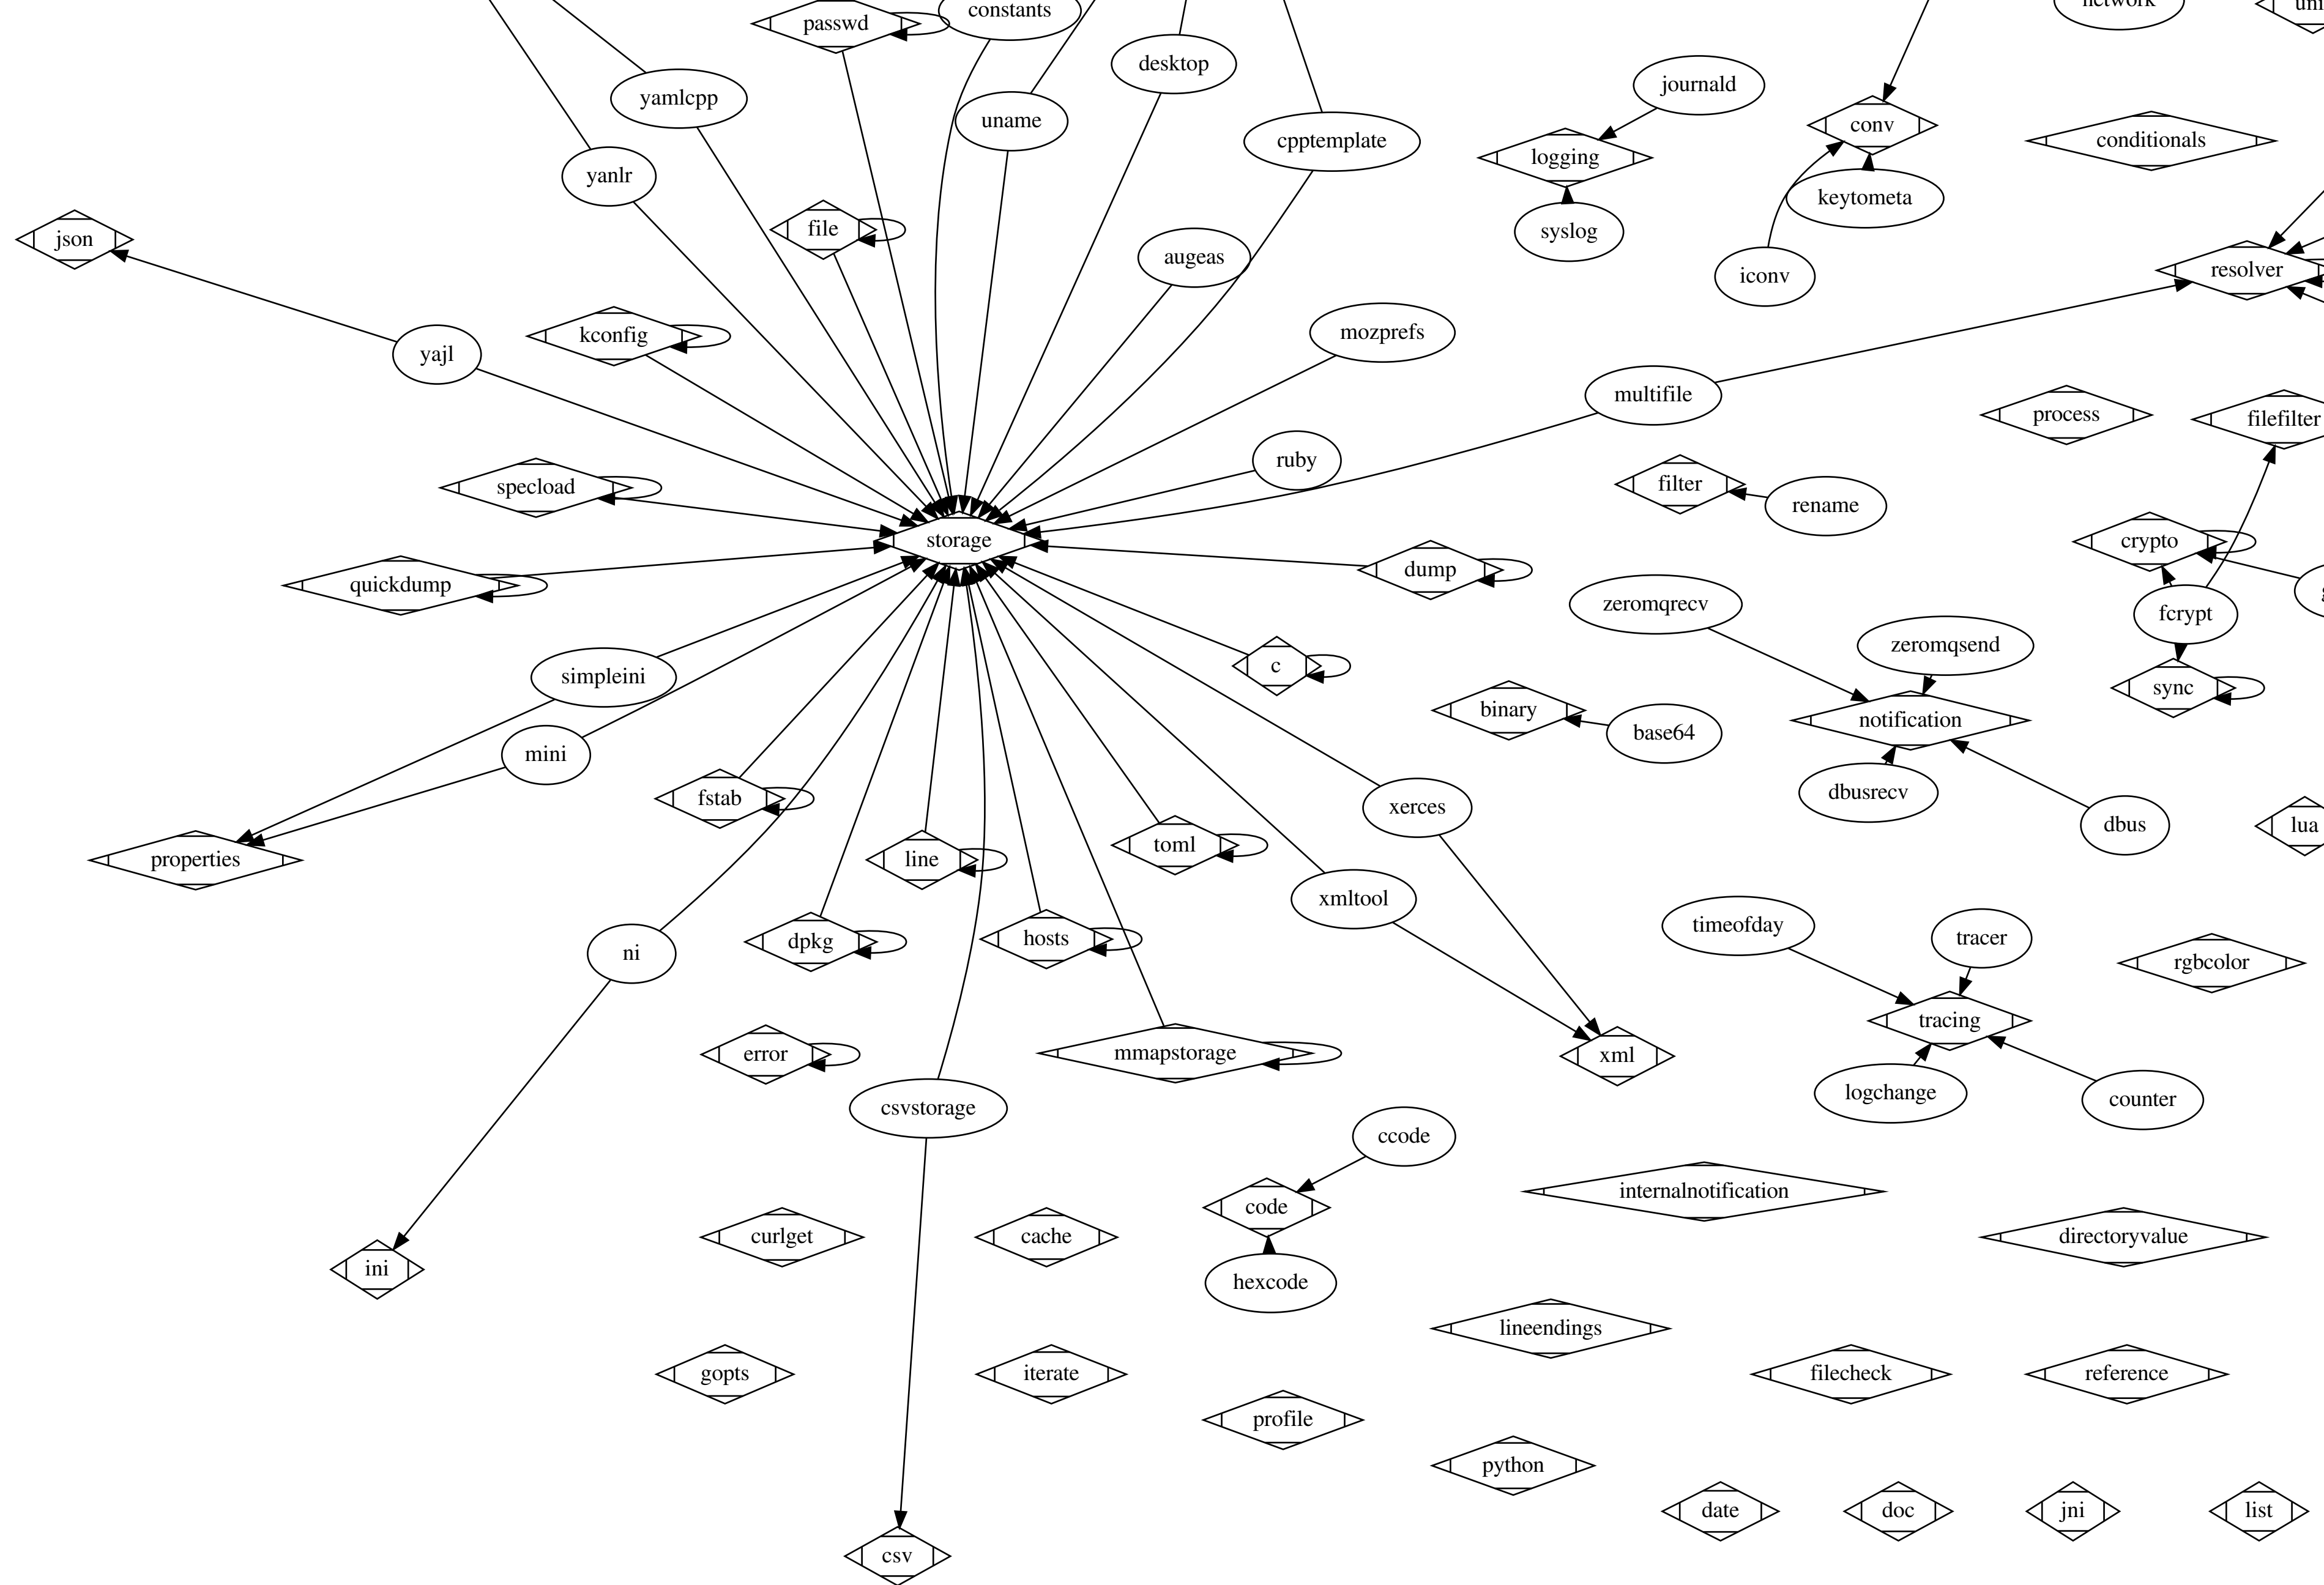 network
constants
passwd
desktop
journald
yamlcpp
uname
conv
cpptemplate
conditionals
logging
yanlr
keytometa
file
syslog
json
augeas
resolver
iconv
kconfig
mozprefs
yajl
multifile
process
filefilter
ruby
filter
specload
rename
storage
crypto
dump
quickdump
zeromqrecv
fcrypt
zeromqsend
c
simpleini
sync
binary
notification
base64
mini
dbusrecv
fstab
xerces
dbus
lua
toml
line
properties
xmltool
timeofday
tracer
hosts
dpkg
ni
rgbcolor
tracing
mmapstorage
error
xml
logchange
counter
csvstorage
ccode
internalnotification
code
curlget
cache
directoryvalue
ini
hexcode
lineendings
gopts
iterate
filecheck
reference
profile
python
date
doc
jni
list
csv